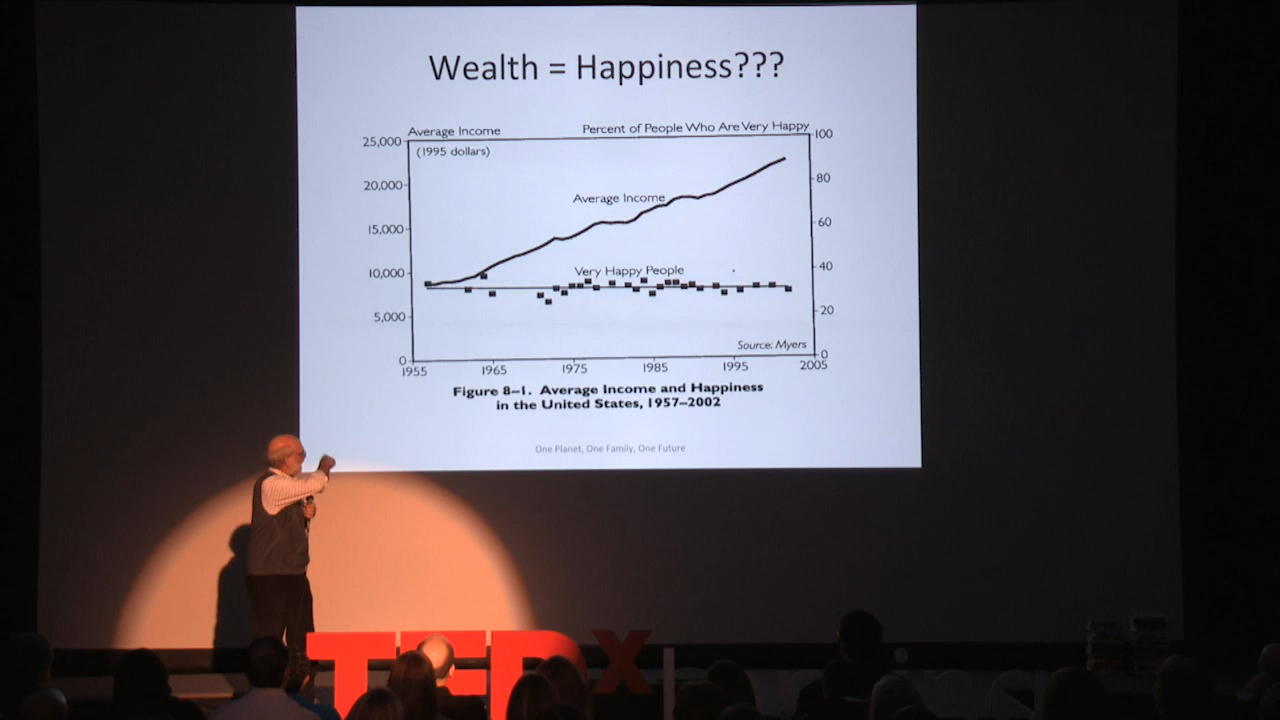 Wealth = Happiness???
Average Income
Percent of People Who Are Very Happy
25,000
(1995 dollars)
100
20,000
80
Average Income
15,000
60
10,000
Very Happy People
40
5,000
20
Source: Myers
0
0
1955
1965
1975
1985
1995
2005
Figure 8–1. Average Income and Happiness
in the United States, 1957–2002
One Planet, One Family, One Future
TEDx